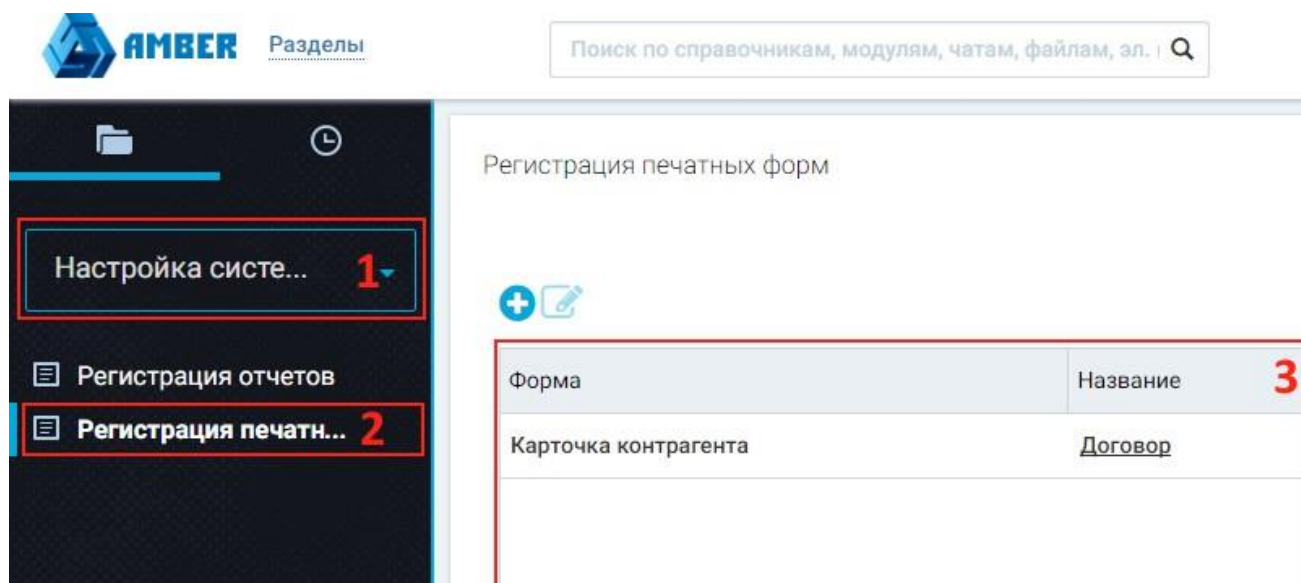 AMBER Разделы Поиск по справочникам, модулям, чатам, файлам, эл.
Регистрация печатных форм
Настройка систе... 1
Регистрация отчетов
Регистрация печатн... 2
Форма Название 3
Карточка контрагента Договор